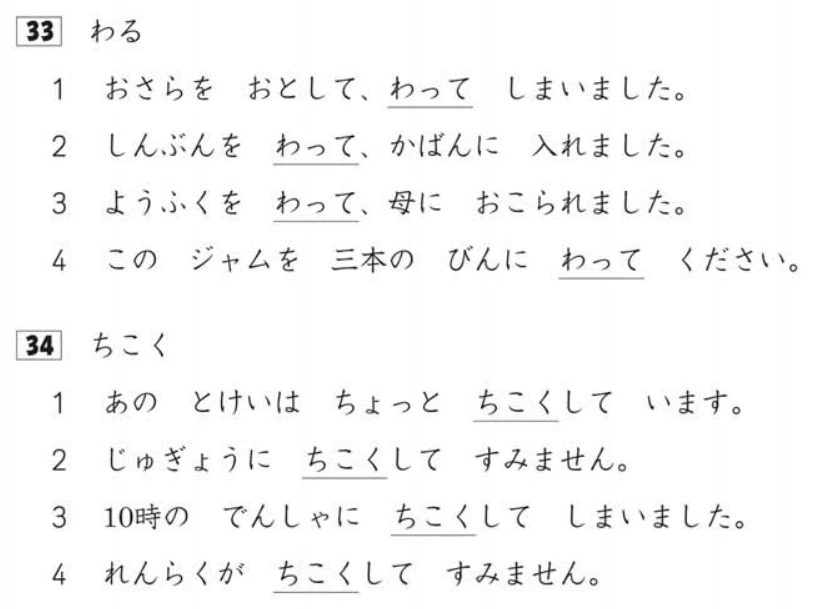 33 わる
1 おさらを おとして、わって しまいました。
2 しんぶんを わって、かばんに 入れました。
3 ようふくを わって、母に おこられました。
4 この ジャムを 三本の びんに わって ください。
34 ちこく
1 あの とけいは ちょっと ちこくして います。
2 じゅぎょうに ちこくして すみません。
3 10時の でんしゃに ちこくして しまいました。
4 れんらくが ちこくして すみません。